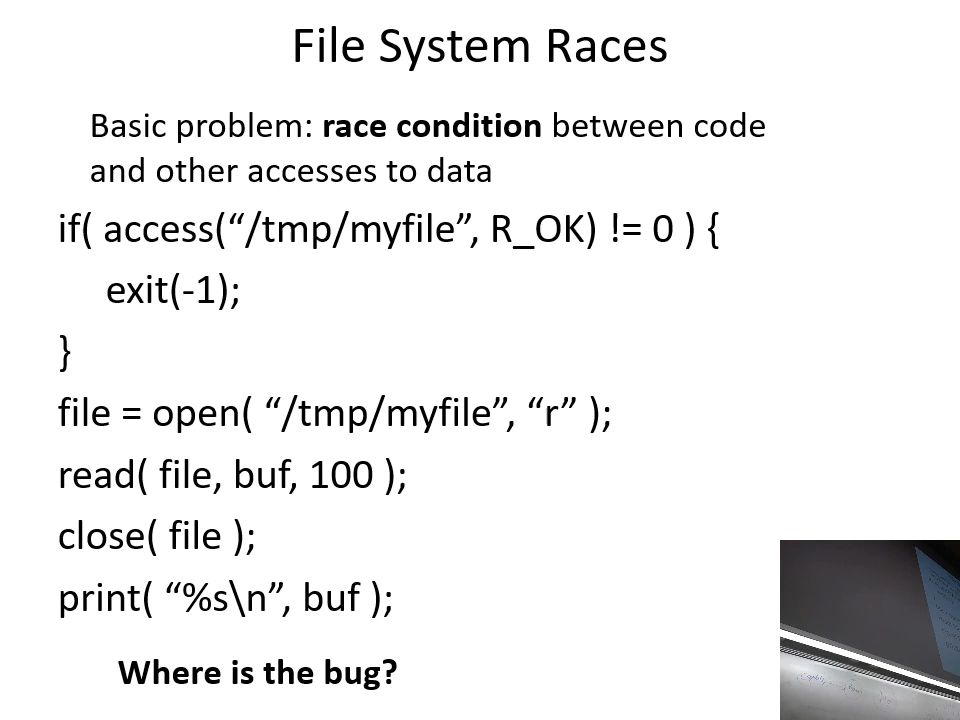 File System Races
Basic problem: race condition between code
and other accesses to data
if( access(“/tmp/myfile”, R_OK) != 0 ) {
exit(-1);
}
file = open( “/tmp/myfile”, “r” );
read( file, buf, 100 );
close( file );
print( “%s\n”, buf );
Where is the bug?